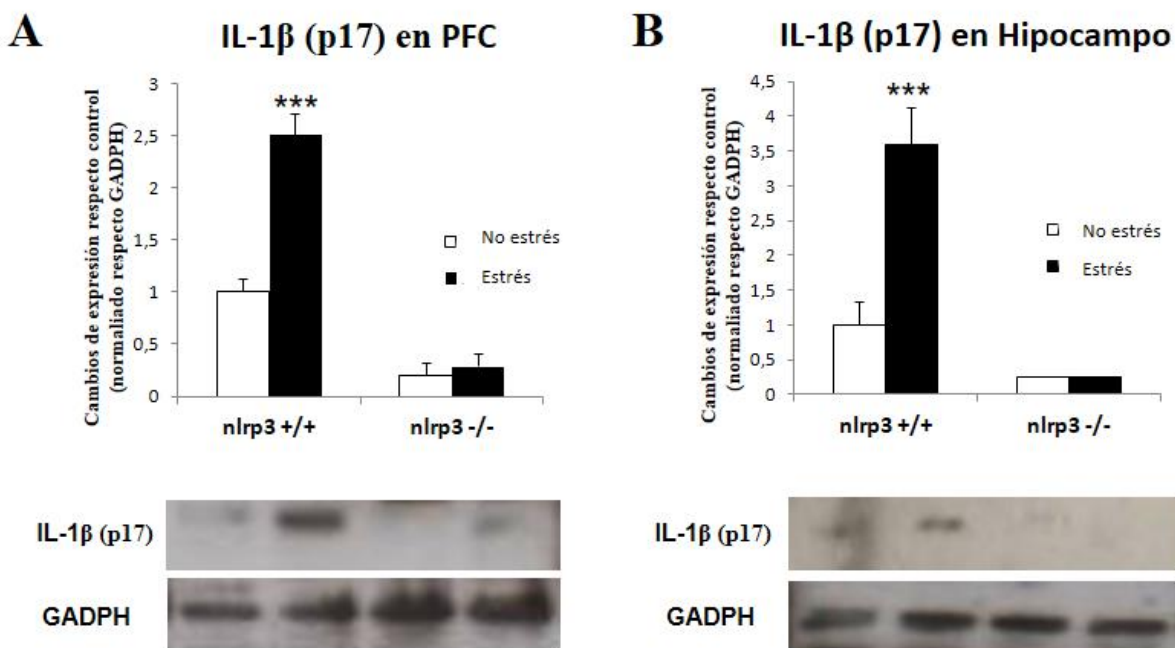 A
IL-1β (p17) en PFC
Cambios de expresión respecto control
(normaliado respecto GADPH)
3
2,5
2
1,5
1
0,5
0
***
No estrés
Estrés
nlrp3 +/+
nlrp3 -/-
IL-1β (p17)
GADPH
B
IL-1β (p17) en Hipocampo
Cambios de expresión respecto control
(normaliado respecto GADPH)
4,5
4
3,5
3
2,5
2
1,5
1
0,5
0
***
No estrés
Estrés
nlrp3 +/+
nlrp3 -/-
IL-1β (p17)
GADPH